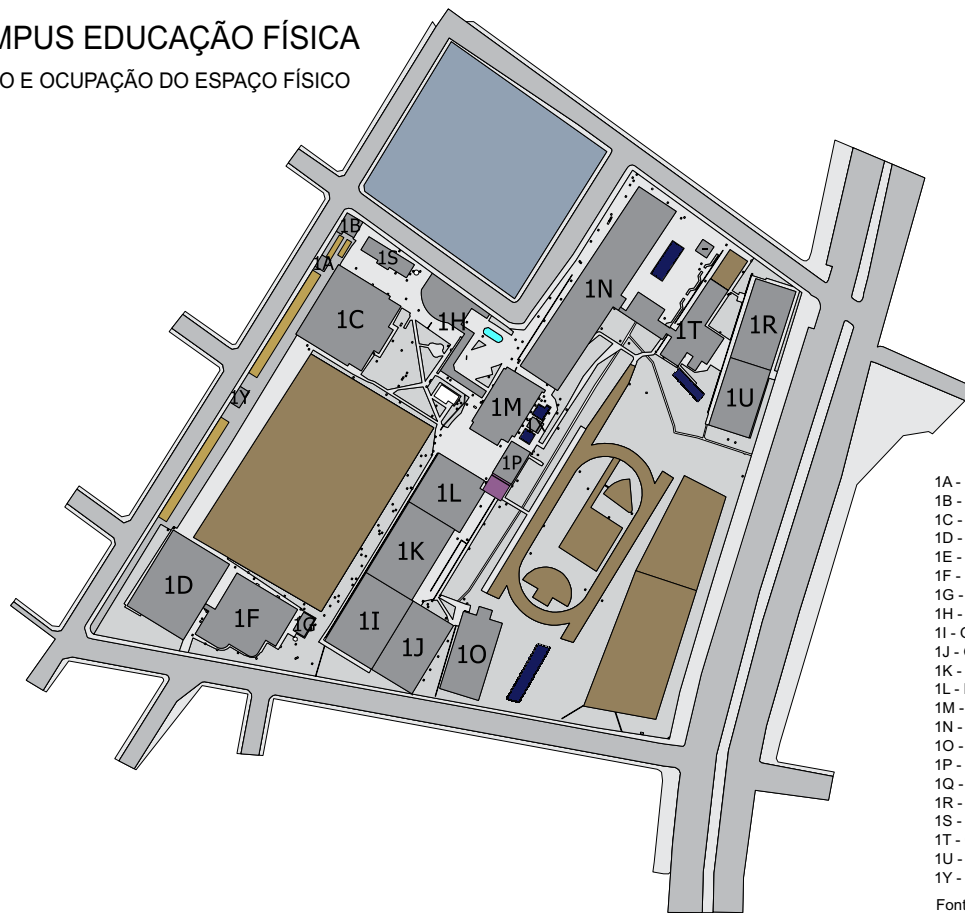 MPUS EDUCAÇÃO FÍSICA
O E OCUPAÇÃO DO ESPAÇO FÍSICO
1B
1A
1S
1C
1H
1N
1T
1R
1U
1Y
1M
1P
1L
1K
1D
1F
1G
1I
1J
1O
1A -
1B -
1C -
1D -
1E -
1F -
1G -
1H -
1I -
1J -
1K -
1L -
1M -
1N -
1O -
1P -
1Q -
1R -
1S -
1T -
1U -
1Y -
Font